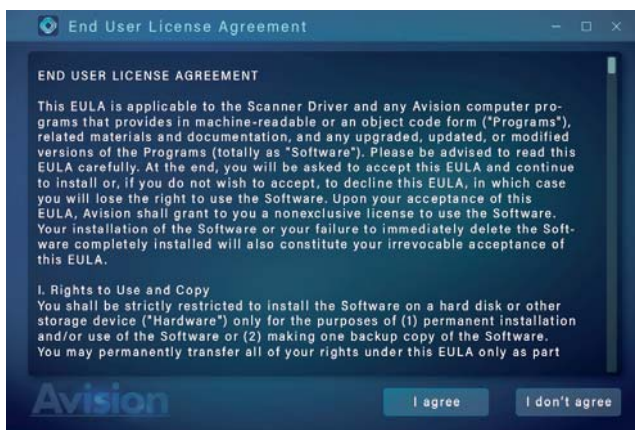 End User License Agreement
END USER LICENSE AGREEMENT
This EULA is applicable to the Scanner Driver and any Avision computer pro-
grams that provides in machine-readable or an object code form ("Programs"),
related materials and documentation, and any upgraded, updated, or modified
versions of the Programs (totally as "Software"). Please be advised to read this
EULA carefully. At the end, you will be asked to accept this EULA and continue
to install or, if you do not wish to accept, to decline this EULA, in which case
you will lose the right to use the Software. Upon your acceptance of this
EULA, Avision shall grant to you a nonexclusive license to use the Software.
Your installation of the Software or your failure to immediately delete the Soft-
ware completely installed will also constitute your irrevocable acceptance of
this EULA.
I. Rights to Use and Copy
You shall be strictly restricted to install the Software on a hard disk or other
storage device ("Hardware") only for the purposes of (1) permanent installation
and/or use of the Software or (2) making one backup copy of the Software.
You may permanently transfer all of your rights under this EULA only as part
Avision
I agree
I don't agree